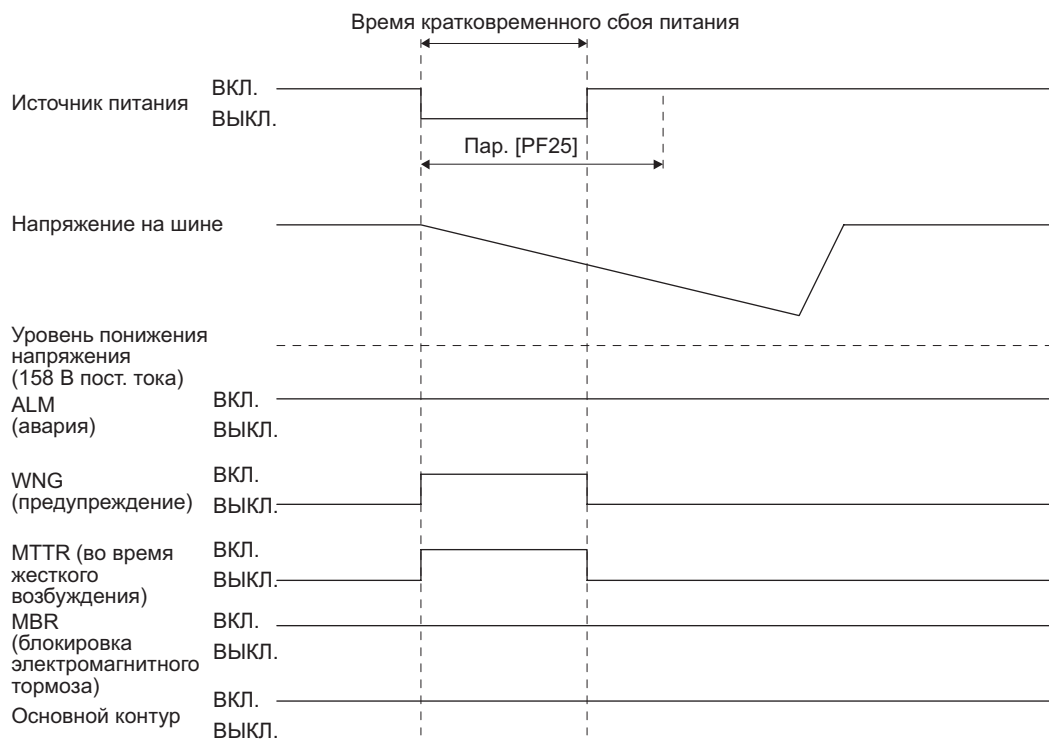 Время кратковременного сбоя питания
Источник питания
ВКЛ.
ВЫКЛ.
Пар. [PF25]
Напряжение на шине
Уровень понижения
напряжения
(158 В пост. тока)
ALM
(авария)
ВКЛ.
ВЫКЛ.
WNG
(предупреждение)
ВКЛ.
ВЫКЛ.
MTTR (во время
жесткого
возбуждения)
ВКЛ.
ВЫКЛ.
MBR
(блокировка
электромагнитного
тормоза)
ВКЛ.
ВЫКЛ.
Основной контур
ВКЛ.
ВЫКЛ.